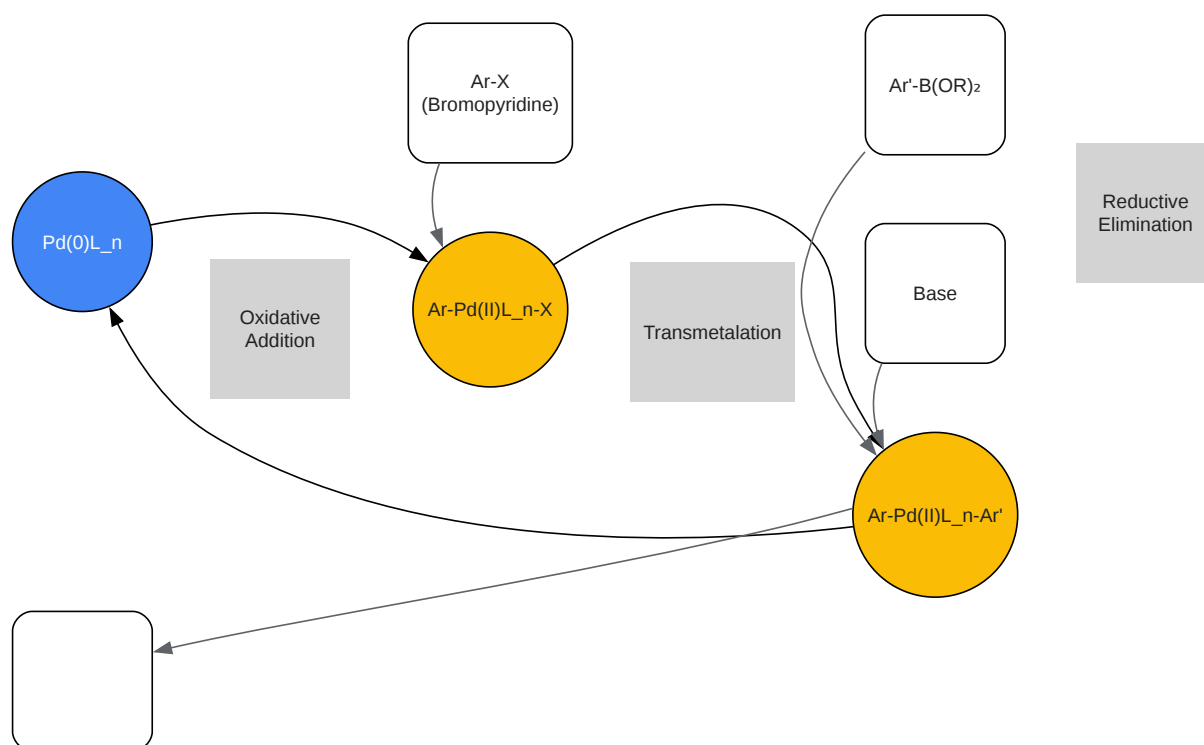 Ar-X
(Bromopyridine)
Ar'-B(OR)₂
Reductive
Elimination
Pd(0)L_n
Base
Ar-Pd(II)L_n-X
Oxidative
Addition
Transmetalation
Ar-Pd(II)L_n-Ar'